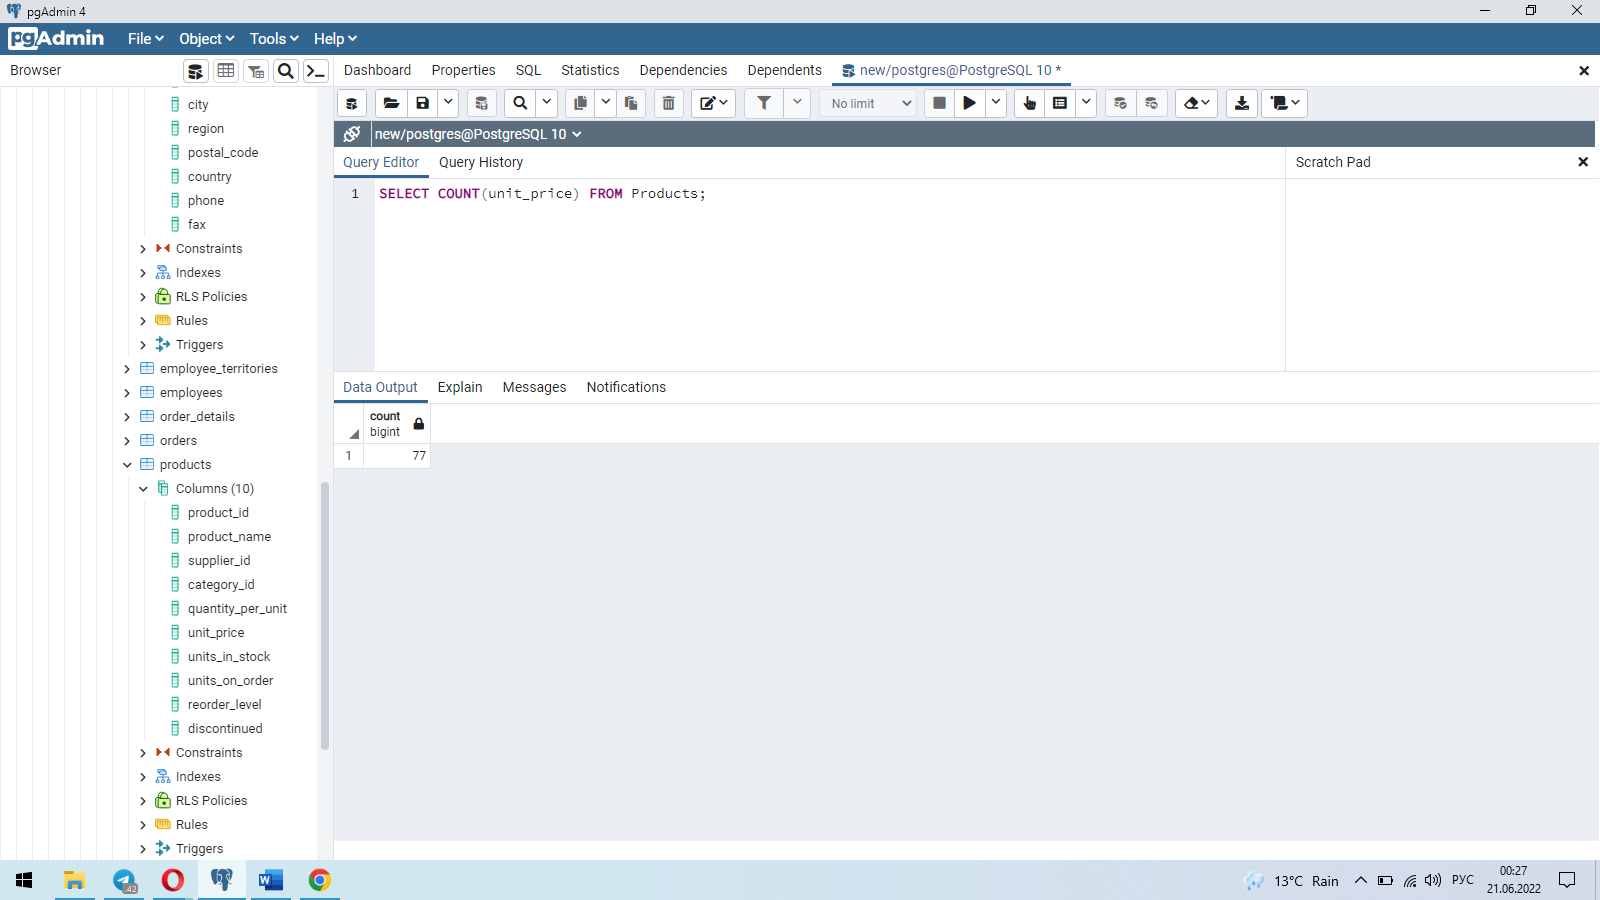 pgAdmin 4
pgAdmin File Object Tools Help
Browser
Dashboard Properties SQL Statistics Dependencies Dependents new/postgres@PostgreSQL 10 *
No limit
new/postgres@PostgreSQL 10
Query Editor Query History
Scratch Pad
1 SELECT COUNT(unit_price) FROM Products;
city
region
postal_code
country
phone
fax
Constraints
Indexes
RLS Policies
Rules
Triggers
employee_territories
employees
order_details
orders
products
Columns (10)
product_id
product_name
supplier_id
category_id
quantity_per_unit
unit_price
units_in_stock
units_on_order
reorder_level
discontinued
Constraints
Indexes
RLS Policies
Rules
Triggers
Data Output Explain Messages Notifications
count
bigint
1 77
42
13°C Rain
РУС
00:27
21.06.2022